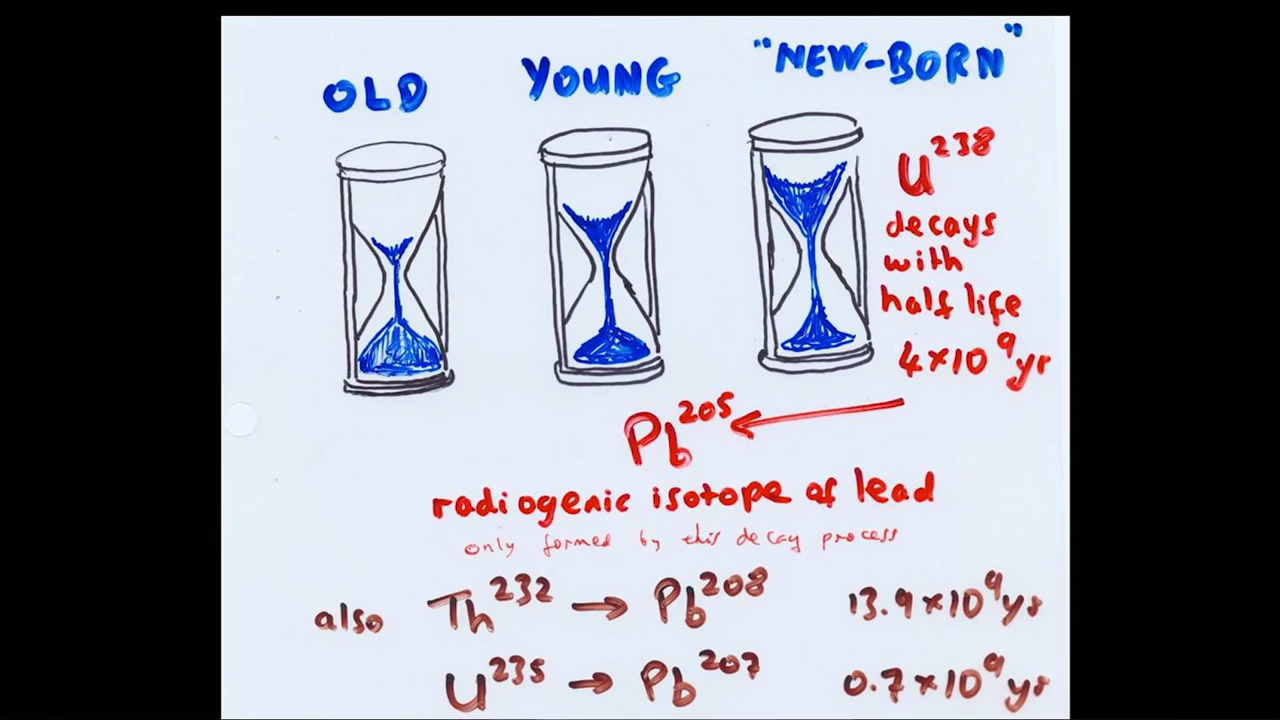 OLD
YOUNG
"NEW-BORN"
U²³⁸
decays
with
half life
4×10⁹yr
Pb²⁰⁵
radiogenic isotope of lead
only formed by this decay process
also Th²³² → Pb²⁰⁸ 13.9×10⁹yr
U²³⁵ → Pb²⁰⁷ 0.7×10⁹yr